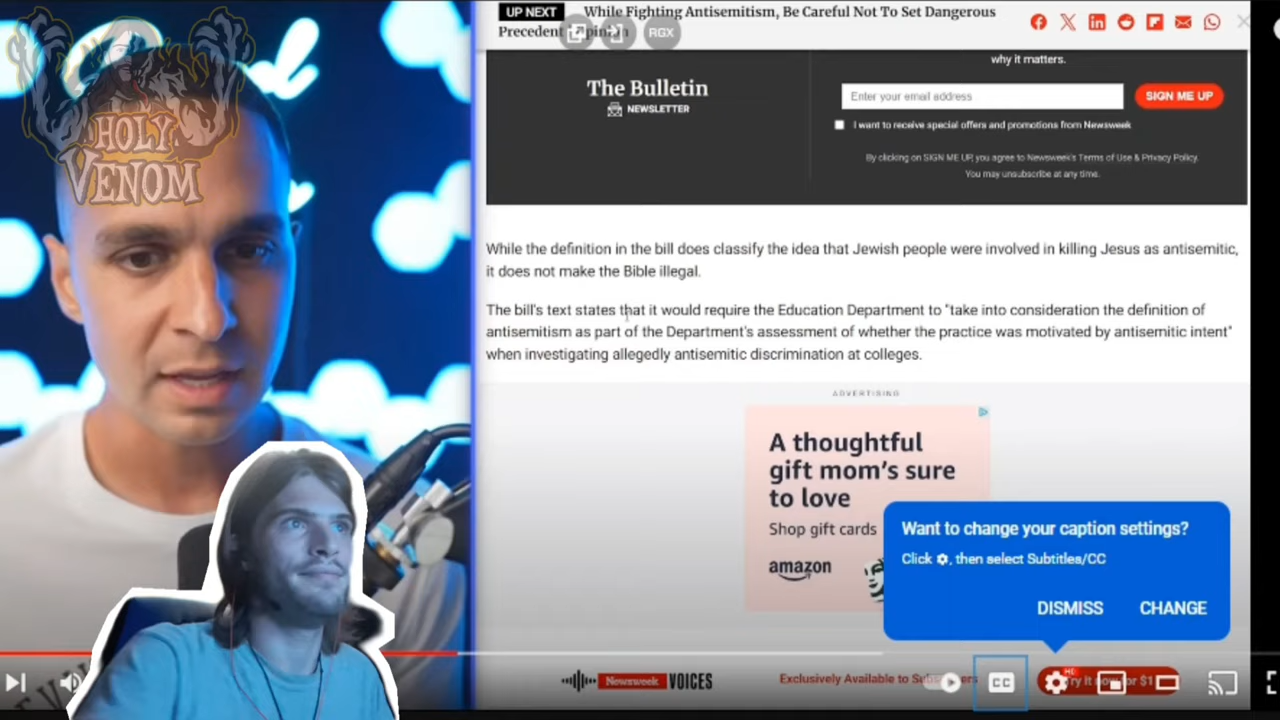 UP NEXT While Fighting Antisemitism, Be Careful Not To Set Dangerous
Precedent
RGX
HOLY
VENOM
why it matters.
The Bulletin
NEWSLETTER
Enter your email address
SIGN ME UP
I want to receive special offers and promotions from Newsweek
By clicking on SIGN ME UP, you agree to Newsweek's Terms of Use & Privacy Policy.
You may unsubscribe at any time.
While the definition in the bill does classify the idea that Jewish people were involved in killing Jesus as antisemitic,
it does not make the Bible illegal.
The bill's text states that it would require the Education Department to "take into consideration the definition of
antisemitism as part of the Department's assessment of whether the practice was motivated by antisemitic intent"
when investigating allegedly antisemitic discrimination at colleges.
ADVERTISING
A thoughtful
gift mom's sure
to love
Shop gift cards
amazon
Want to change your caption settings?
Click , then select Subtitles/CC
DISMISS CHANGE
Newsweek VOICES
Exclusively Available to
CC
HD
for $1